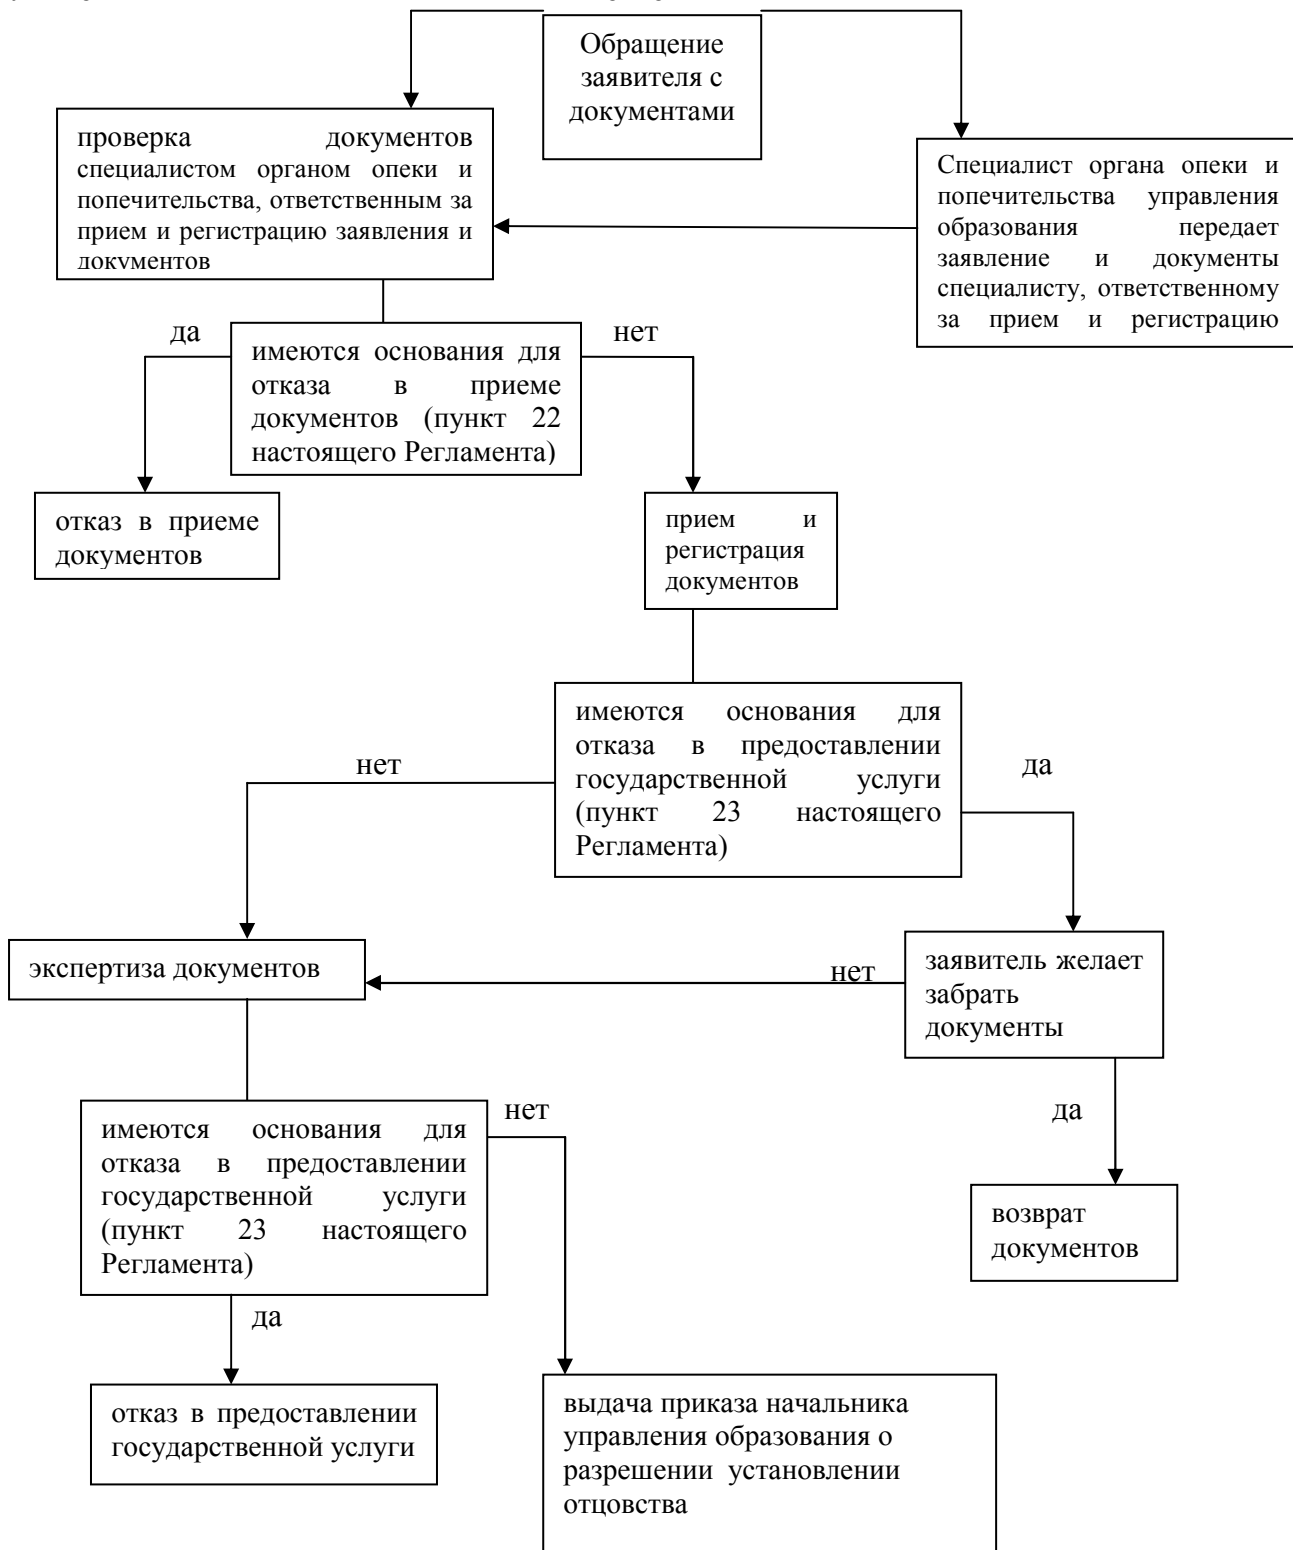 Обращение
заявителя с
документами
проверка документов
специалистом органом опеки и
попечительства, ответственным за
прием и регистрацию заявления и
документов
Специалист органа опеки и
попечительства управления
образования передает
заявление и документы
специалисту, ответственному
за прием и регистрацию
да
нет
имеются основания для
отказа в приеме
документов (пункт 22
настоящего Регламента)
отказ в приеме
документов
прием и
регистрация
документов
имеются основания для
отказа в предоставлении
государственной услуги
(пункт 23 настоящего
Регламента)
нет
да
экспертиза документов
нет
заявитель желает
забрать
документы
имеются основания для
отказа в предоставлении
государственной услуги
(пункт 23 настоящего
Регламента)
нет
да
возврат
документов
да
отказ в предоставлении
государственной услуги
выдача приказа начальника
управления образования о
разрешении установлении
отцовства